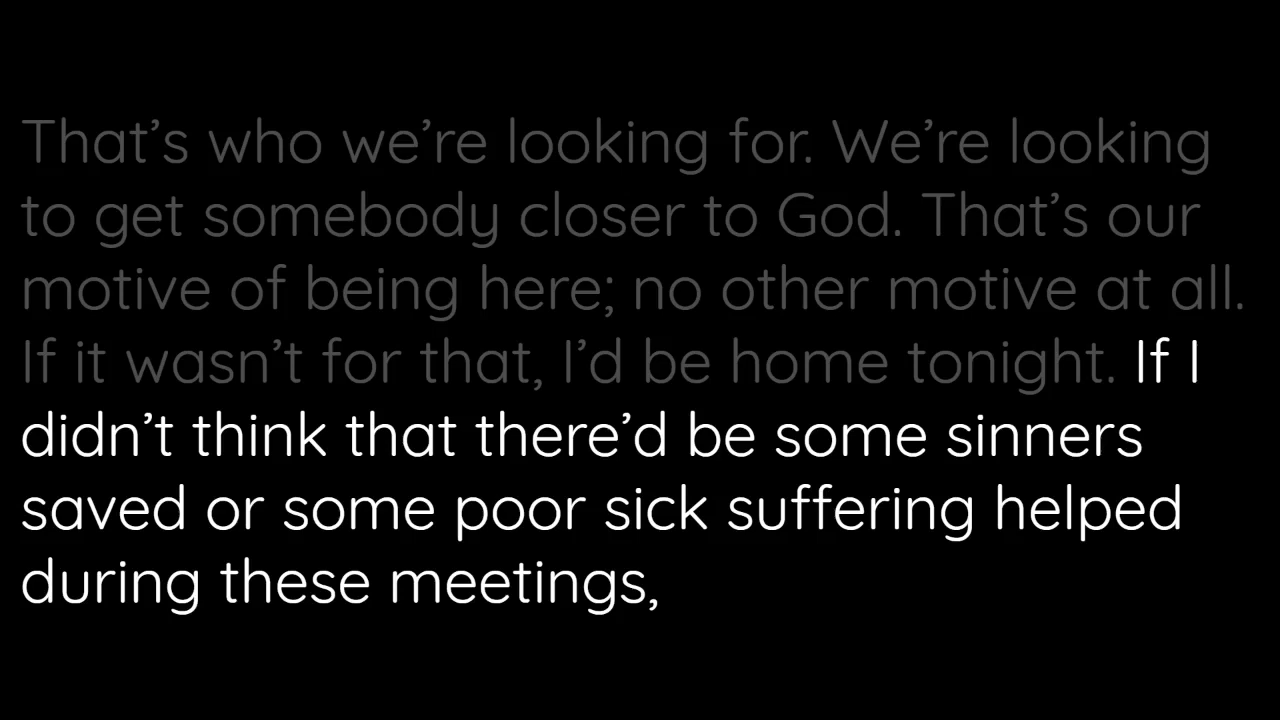 That’s who we’re looking for. We’re looking
to get somebody closer to God. That’s our
motive of being here; no other motive at all.
If it wasn’t for that, I’d be home tonight. If I
didn’t think that there’d be some sinners
saved or some poor sick suffering helped
during these meetings,